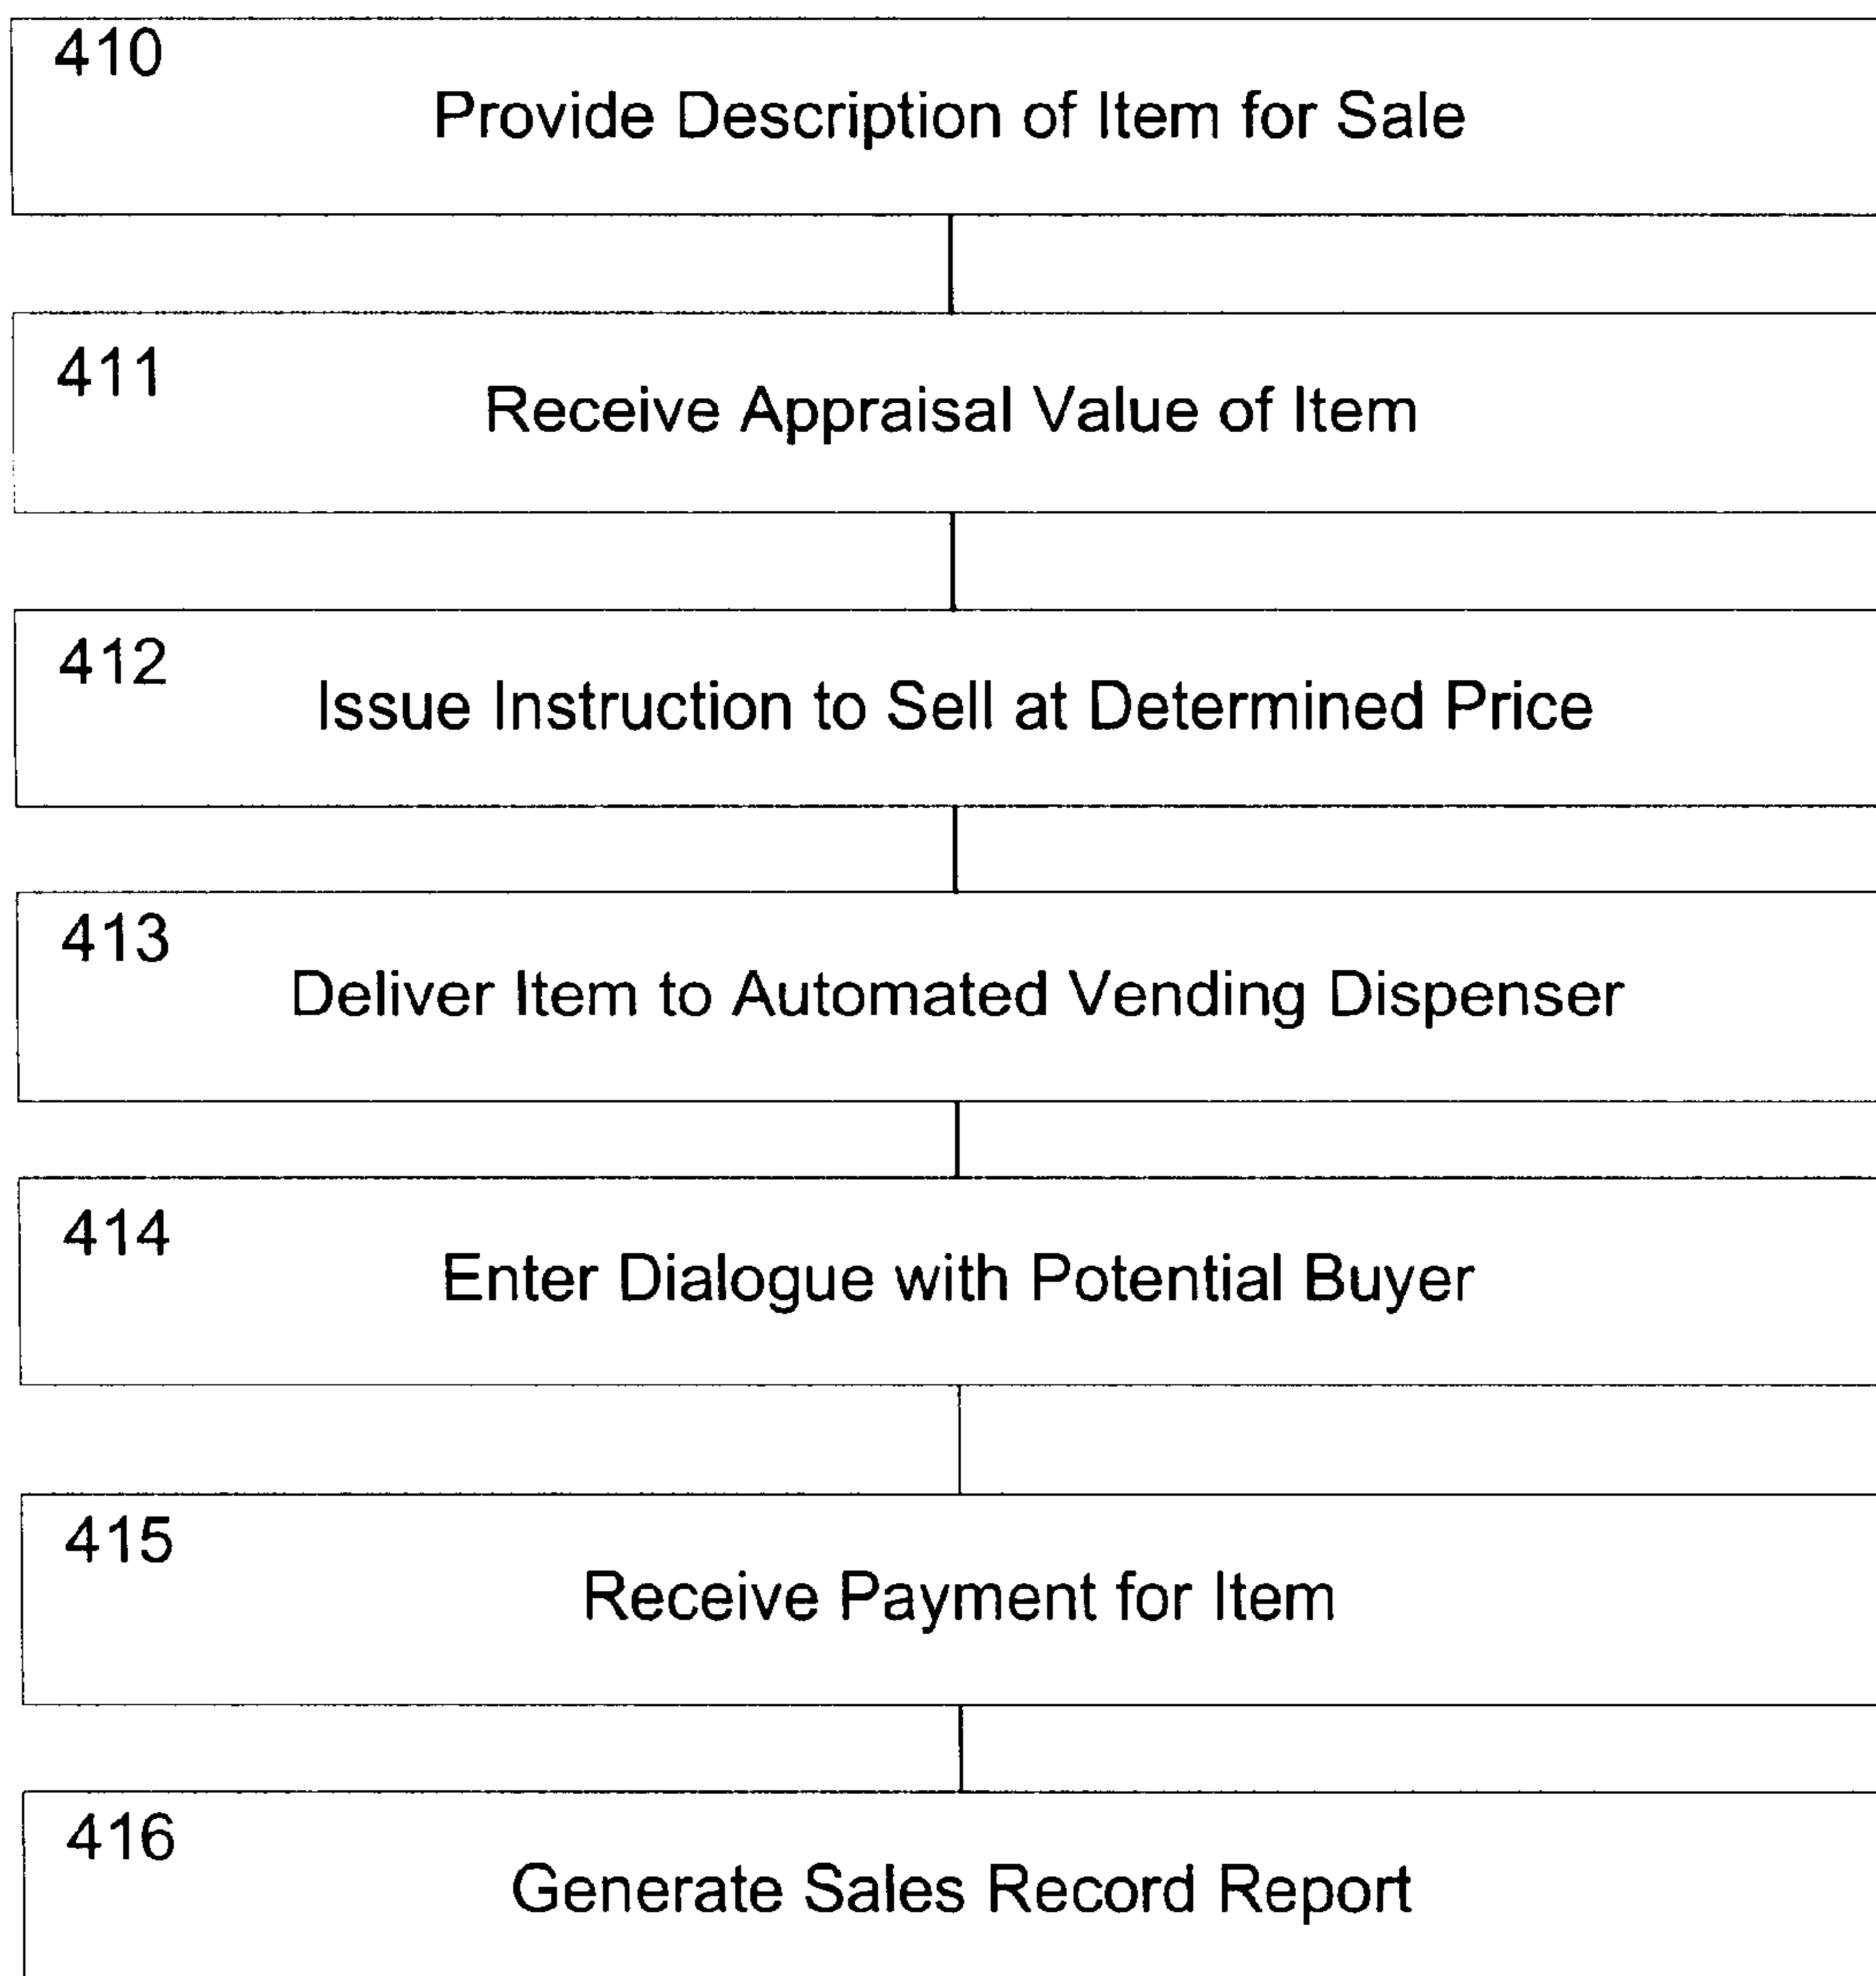 410
Provide Description of Item for Sale
411
Receive Appraisal Value of Item
412
Issue Instruction to Sell at Determined Price
413
Deliver Item to Automated Vending Dispenser
414
Enter Dialogue with Potential Buyer
415
Receive Payment for Item
416
Generate Sales Record Report